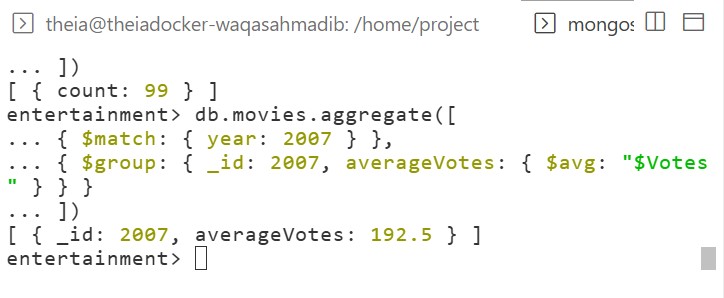 theia@theiadocker-waqasahmadib: /home/project mongos
... ])
[ { count: 99 } ]
entertainment> db.movies.aggregate([
... { $match: { year: 2007 } },
... { $group: { _id: 2007, averageVotes: { $avg: "$Votes
" } } }
... ])
[ { _id: 2007, averageVotes: 192.5 } ]
entertainment>